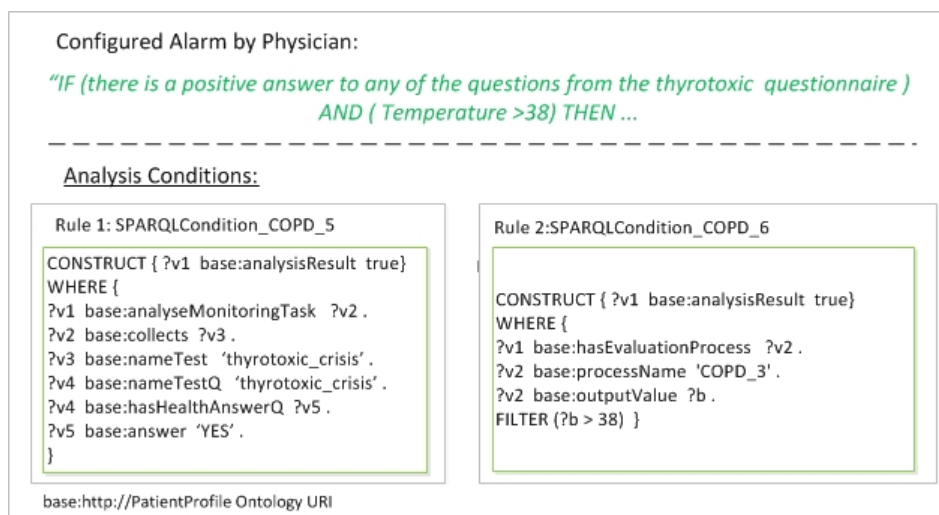 Configured Alarm by Physician:
“IF (there is a positive answer to any of the questions from the thyrotoxic questionnaire )
AND ( Temperature >38) THEN ...
Analysis Conditions:
Rule 1: SPARQLCondition_COPD_5
CONSTRUCT { ?v1 base:analysisResult true}
WHERE {
?v1 base:analyseMonitoringTask ?v2 .
?v2 base:collects ?v3 .
?v3 base:nameTest ‘thyrotoxic_crisis’ .
?v4 base:nameTestQ ‘thyrotoxic_crisis’ .
?v4 base:hasHealthAnswerQ ?v5 .
?v5 base:answer ‘YES’ .
}
Rule 2:SPARQLCondition_COPD_6
CONSTRUCT { ?v1 base:analysisResult true}
WHERE {
?v1 base:hasEvaluationProcess ?v2 .
?v2 base:processName 'COPD_3' .
?v2 base:outputValue ?b .
FILTER (?b > 38) }
base:http://PatientProfile Ontology URI